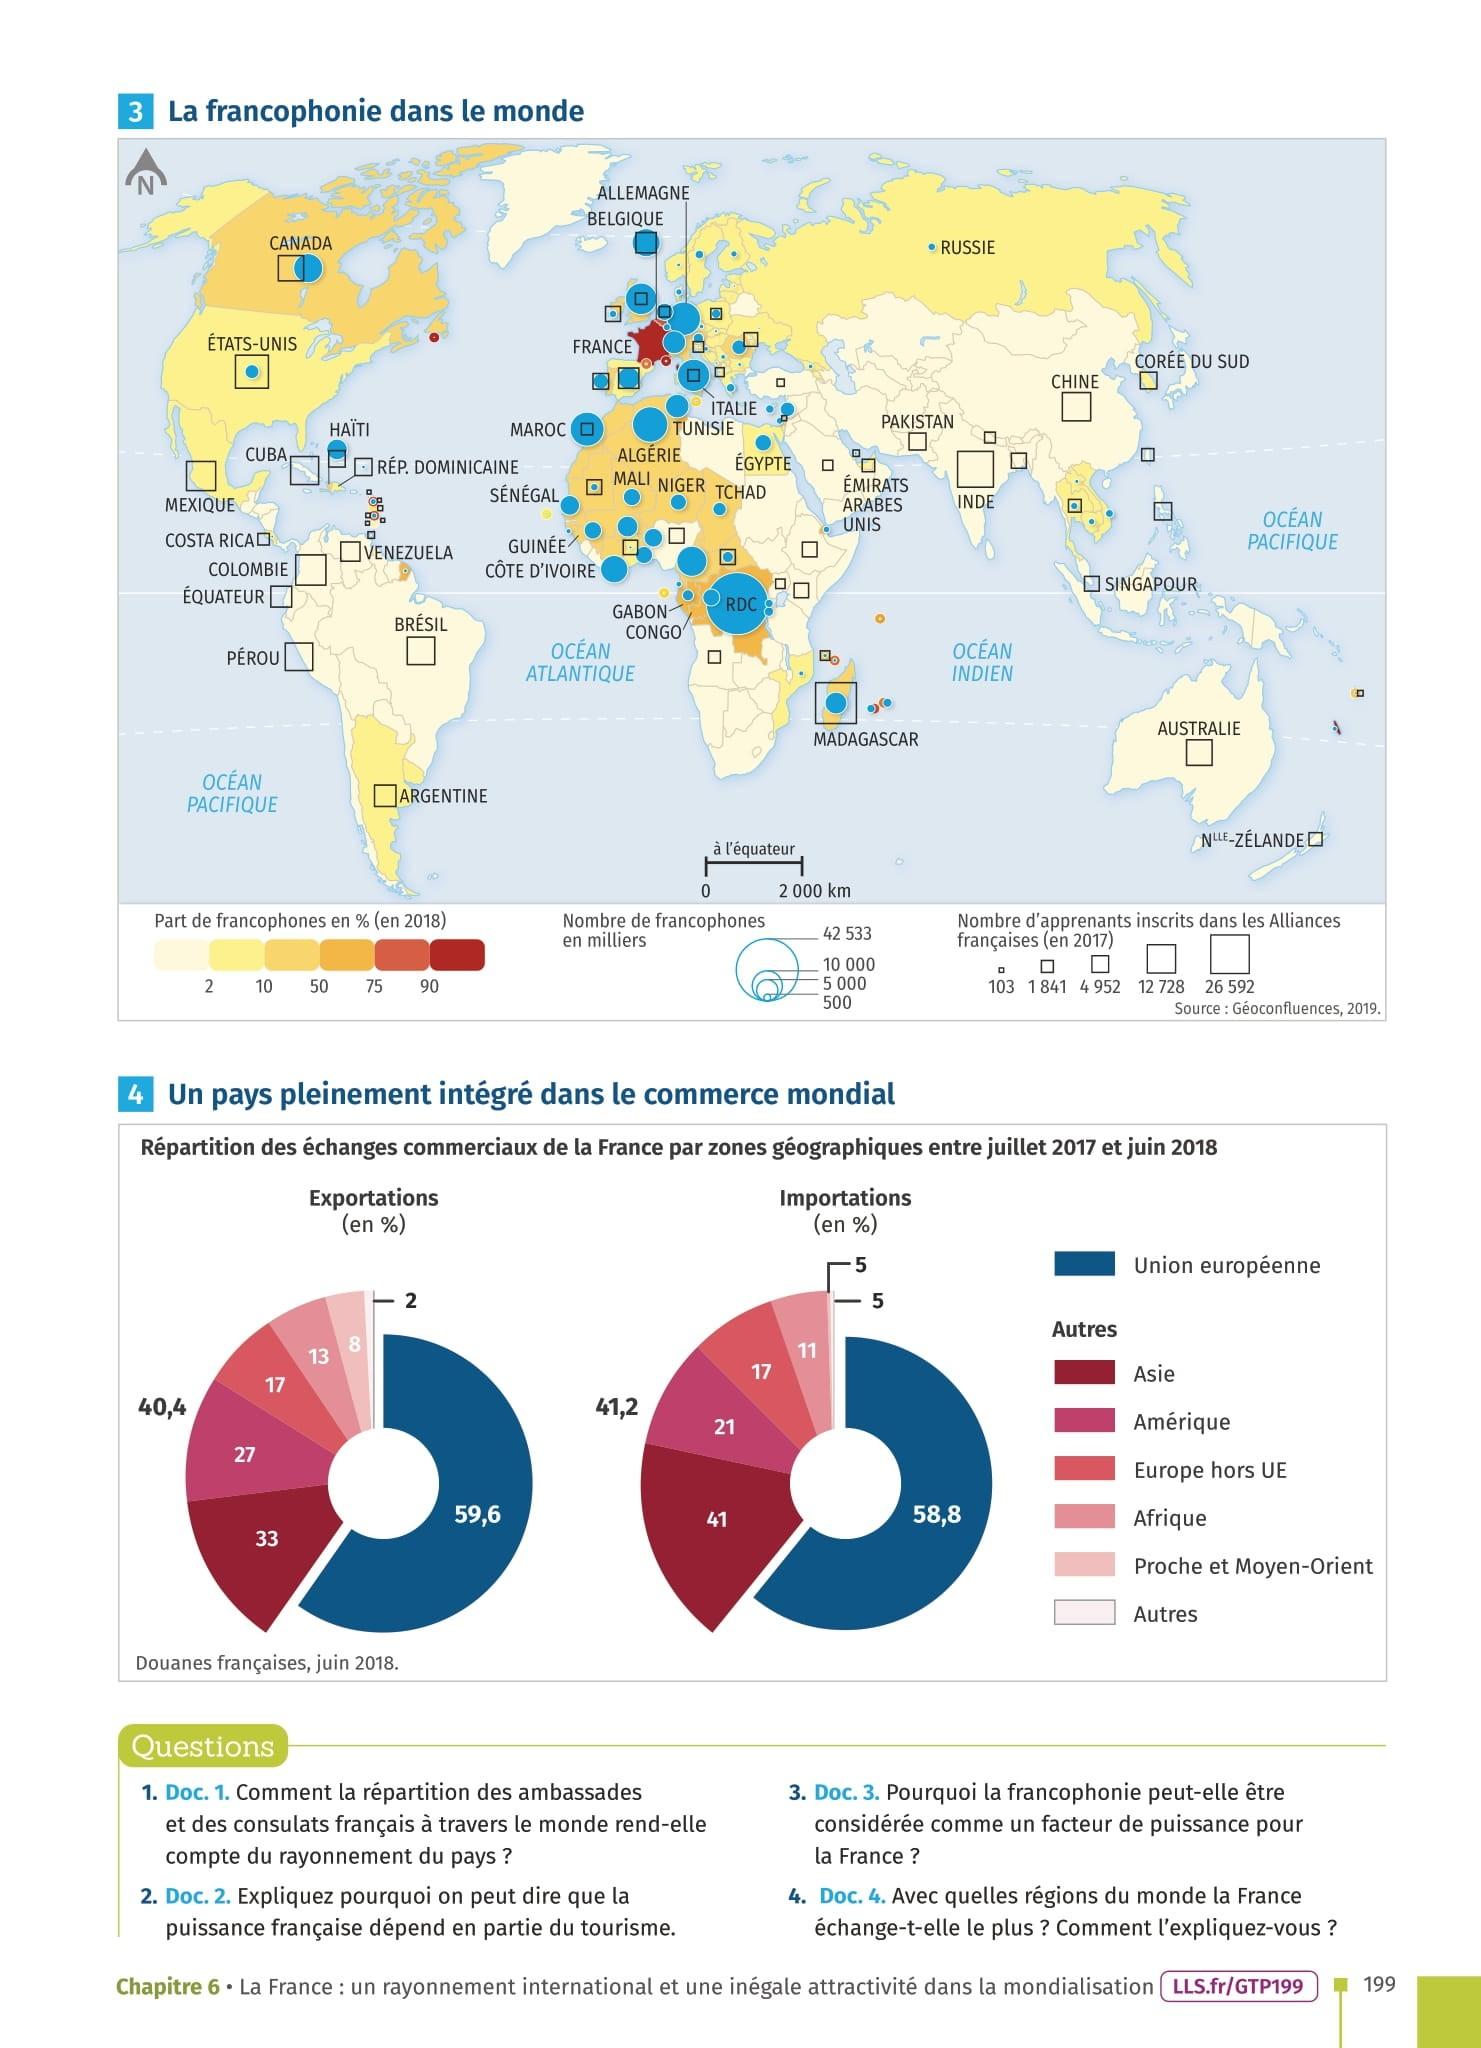 3 La francophonie dans le monde
N
ALLEMAGNE
BELGIQUE
CANADA
RUSSIE
ÉTATS-UNIS
FRANCE
CORÉE DU SUD
CHINE
ITALIE
HAÏTI
MAROC
TUNISIE
PAKISTAN
CUBA
RÉP. DOMINICAINE
ALGÉRIE
ÉGYPTE
MEXIQUE
SÉNÉGAL
MALI
NIGER
TCHAD
ÉMIRATS
ARABES
UNIS
INDE
OCÉAN
PACIFIQUE
COSTA RICA
VENEZUELA
GUINÉE
COLOMBIE
CÔTE D'IVOIRE
SINGAPOUR
ÉQUATEUR
GABON
CONGO
RDC
BRÉSIL
PÉROU
OCÉAN
ATLANTIQUE
OCÉAN
INDIEN
MADAGASCAR
AUSTRALIE
OCÉAN
PACIFIQUE
ARGENTINE
NLLE-ZÉLANDE
à l'équateur
0 2 000 km
Part de francophones en % (en 2018)
2 10 50 75 90
Nombre de francophones
en milliers
42 533
10 000
5 000
500
Nombre d'apprenants inscrits dans les Alliances
françaises (en 2017)
103 1 841 4 952 12 728 26 592
Source : Géoconfluences, 2019.
4 Un pays pleinement intégré dans le commerce mondial
Répartition des échanges commerciaux de la France par zones géographiques entre juillet 2017 et juin 2018
Exportations
(en %)
2
8
13
17
40,4
27
33
59,6
Importations
(en %)
5
5
11
17
41,2
21
41
58,8
Union européenne
Autres
Asie
Amérique
Europe hors UE
Afrique
Proche et Moyen-Orient
Autres
Douanes françaises, juin 2018.
Questions
1. Doc. 1. Comment la répartition des ambassades
et des consulats français à travers le monde rend-elle
compte du rayonnement du pays ?
2. Doc. 2. Expliquez pourquoi on peut dire que la
puissance française dépend en partie du tourisme.
3. Doc. 3. Pourquoi la francophonie peut-elle être
considérée comme un facteur de puissance pour
la France ?
4. Doc. 4. Avec quelles régions du monde la France
échange-t-elle le plus ? Comment l'expliquez-vous ?
Chapitre 6 • La France : un rayonnement international et une inégale attractivité dans la mondialisation LLS.fr/GTP199 199